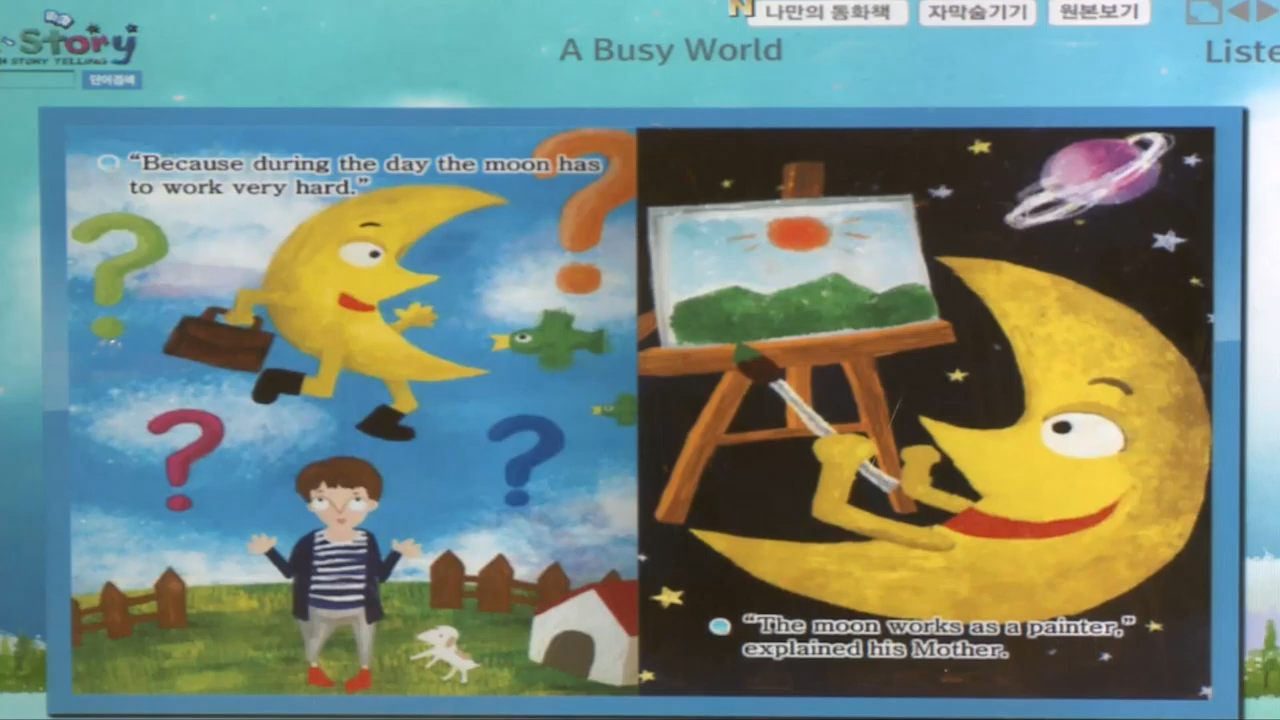 나만의 동화책
자막숨기기
원본보기
Story
STORY TELLING
A Busy World
단어검색
“Because during the day the moon has
to work very hard.”
“The moon works as a painter,”
explained his Mother.